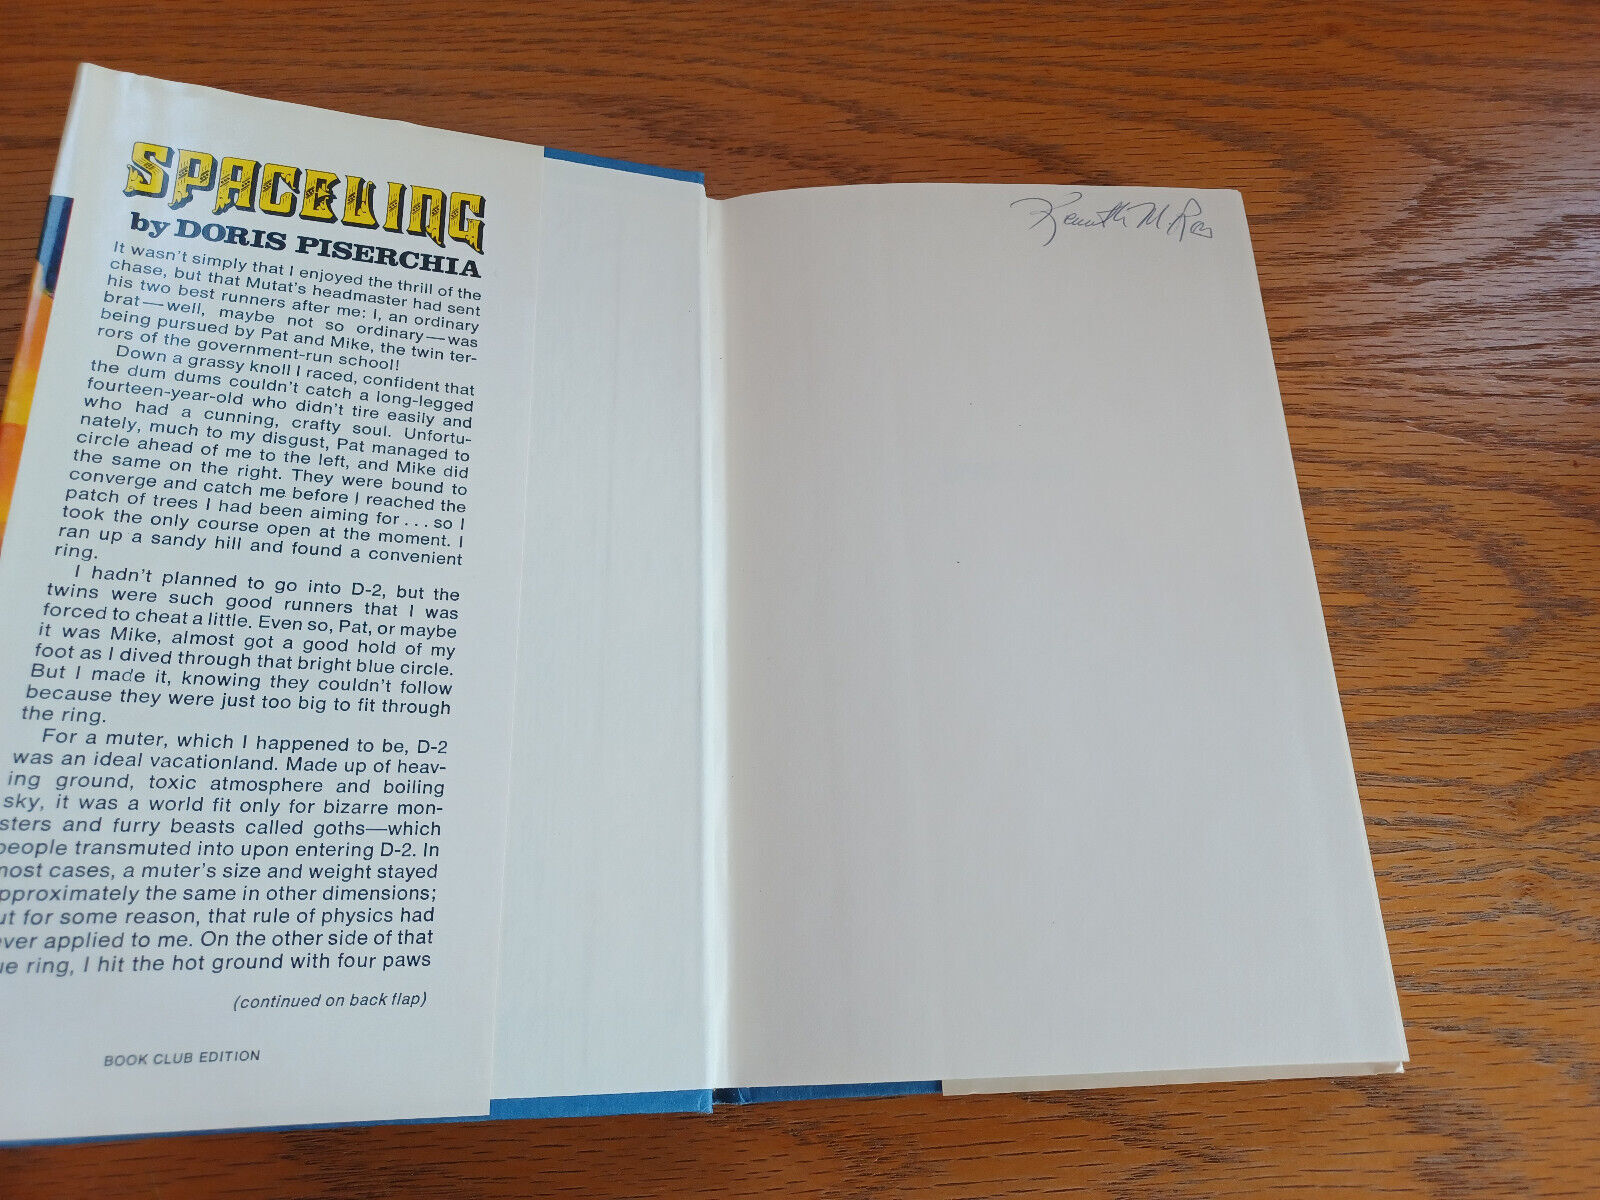 SPACELING
by DORIS PISERCHIA
It wasn't simply that I enjoyed the thrill of the
chase, but that Mutat's headmaster had sent
his two best runners after me: I, an ordinary
brat—well, maybe not so ordinary—was
being pursued by Pat and Mike, the twin ter-
rors of the government-run school!
Down a grassy knoll I raced, confident that
the dum dums couldn't catch a long-legged
fourteen-year-old who didn't tire easily and
who had a cunning, crafty soul. Unfortu-
nately, much to my disgust, Pat managed to
circle ahead of me to the left, and Mike did
the same on the right. They were bound to
converge and catch me before I reached the
patch of trees I had been aiming for . . . so I
took the only course open at the moment. I
ran up a sandy hill and found a convenient
ring.
I hadn't planned to go into D-2, but the
twins were such good runners that I was
forced to cheat a little. Even so, Pat, or maybe
it was Mike, almost got a good hold of my
foot as I dived through that bright blue circle.
But I made it, knowing they couldn't follow
because they were just too big to fit through
the ring.
For a muter, which I happened to be, D-2
was an ideal vacationland. Made up of heav-
ing ground, toxic atmosphere and boiling
sky, it was a world fit only for bizarre mon-
sters and furry beasts called goths—which
people transmuted into upon entering D-2. In
most cases, a muter's size and weight stayed
pproximately the same in other dimensions;
ut for some reason, that rule of physics had
ver applied to me. On the other side of that
ue ring, I hit the hot ground with four paws
(continued on back flap)
BOOK CLUB EDITION
Kenneth M